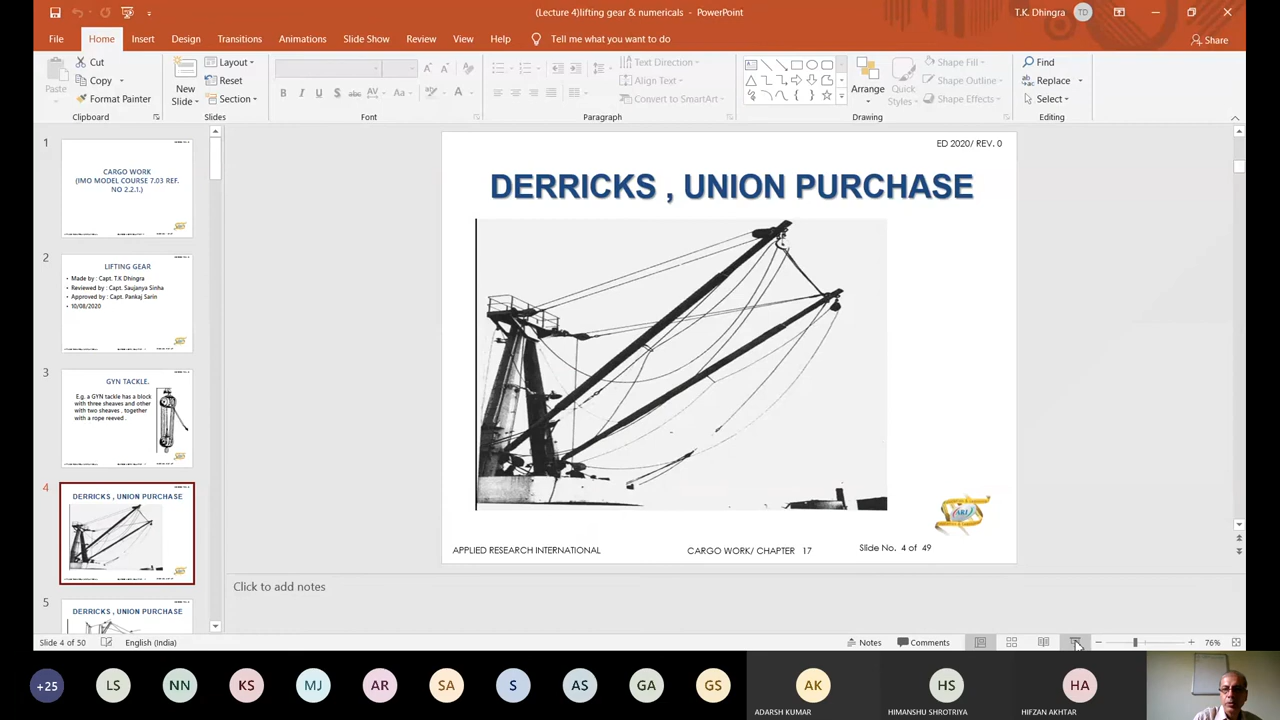 (Lecture 4)lifting gear & numericals - PowerPoint
T.K. Dhingra
TD
File
Home
Insert
Design
Transitions
Animations
Slide Show
Review
View
Help
Tell me what you want to do
Share
Paste
Cut
Copy
Format Painter
Clipboard
New
Slide
Layout
Reset
Section
Slides
Font
Text Direction
Align Text
Convert to SmartArt
Paragraph
Arrange
Quick
Styles
Shape Fill
Shape Outline
Shape Effects
Drawing
Find
Replace
Select
Editing
1
CARGO WORK
(IMO MODEL COURSE 7.03 REF.
NO 2.2.1.)
2
LIFTING GEAR
• Made by : Capt. T.K Dhingra
• Reviewed by : Capt. Saujanya Sinha
• Approved by : Capt. Pankaj Sarin
• 10/08/2020
3
GYN TACKLE.
E.g. a GYN tackle has a block
with three sheaves and other
with two sheaves , together
with a rope reeved .
4
DERRICKS , UNION PURCHASE
5
DERRICKS , UNION PURCHASE
ED 2020/ REV. 0
DERRICKS , UNION PURCHASE
ARI
APPLIED RESEARCH INTERNATIONAL
CARGO WORK/ CHAPTER 17
Slide No. 4 of 49
Click to add notes
Slide 4 of 50
English (India)
Notes
Comments
76%
+25
LS
NN
KS
MJ
AR
SA
S
AS
GA
GS
AK
ADARSH KUMAR
HS
HIMANSHU SHROTRIYA
HA
HIFZAN AKHTAR